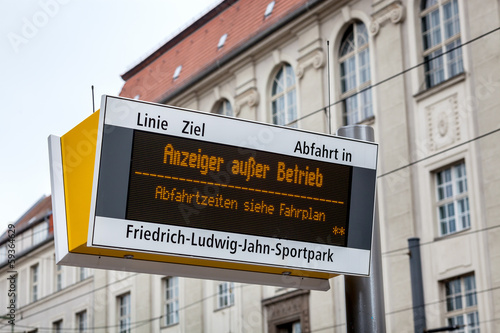 Linie Ziel Abfahrt in
Anzeiger außer Betrieb
Abfahrtzeiten siehe Fahrplan
**
Friedrich-Ludwig-Jahn-Sportpark